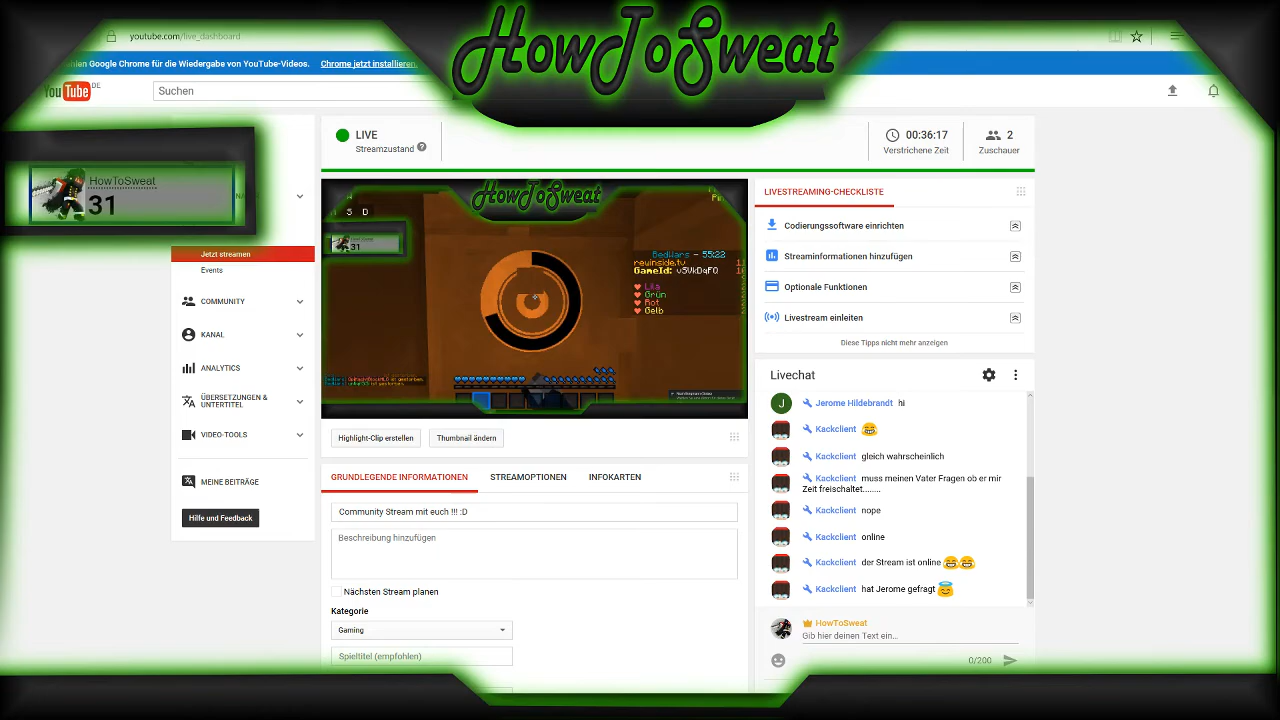 HowToSweat
youtube.com/live_dashboard
Google Chrome für die Wiedergabe von YouTube-Videos. Chrome jetzt installieren.
YouTube DE
Suchen
HowToSweat
31
LIVE
Streamzustand ?
00:36:17
Verstrichene Zeit
2
Zuschauer
Jetzt streamen
Events
COMMUNITY
KANAL
ANALYTICS
ÜBERSETZUNGEN &
UNTERTITEL
VIDEO-TOOLS
MEINE BEITRÄGE
Hilfe und Feedback
HowToSweat
S D
31
BedWars - 55:22
GameId: vSVkDqFQ
Lila
Grün
Rot
Gelb
Highlight-Clip erstellen
Thumbnail ändern
GRUNDLEGENDE INFORMATIONEN
STREAMOPTIONEN
INFOKARTEN
Community Stream mit euch !!! :D
Beschreibung hinzufügen
Nächsten Stream planen
Kategorie
Gaming
Spieltitel (empfohlen)
LIVESTREAMING-CHECKLISTE
Codierungssoftware einrichten
Streaminformationen hinzufügen
Optionale Funktionen
Livestream einleiten
Diese Tipps nicht mehr anzeigen
Livechat
J Jerome Hildebrandt hi
Kackclient 😂
Kackclient gleich wahrscheinlich
Kackclient muss meinen Vater Fragen ob er mir
Zeit freischaltet........
Kackclient nope
Kackclient online
Kackclient der Stream ist online 😂😂
Kackclient hat Jerome gefragt 😇
HowToSweat
Gib hier deinen Text ein...
0/200